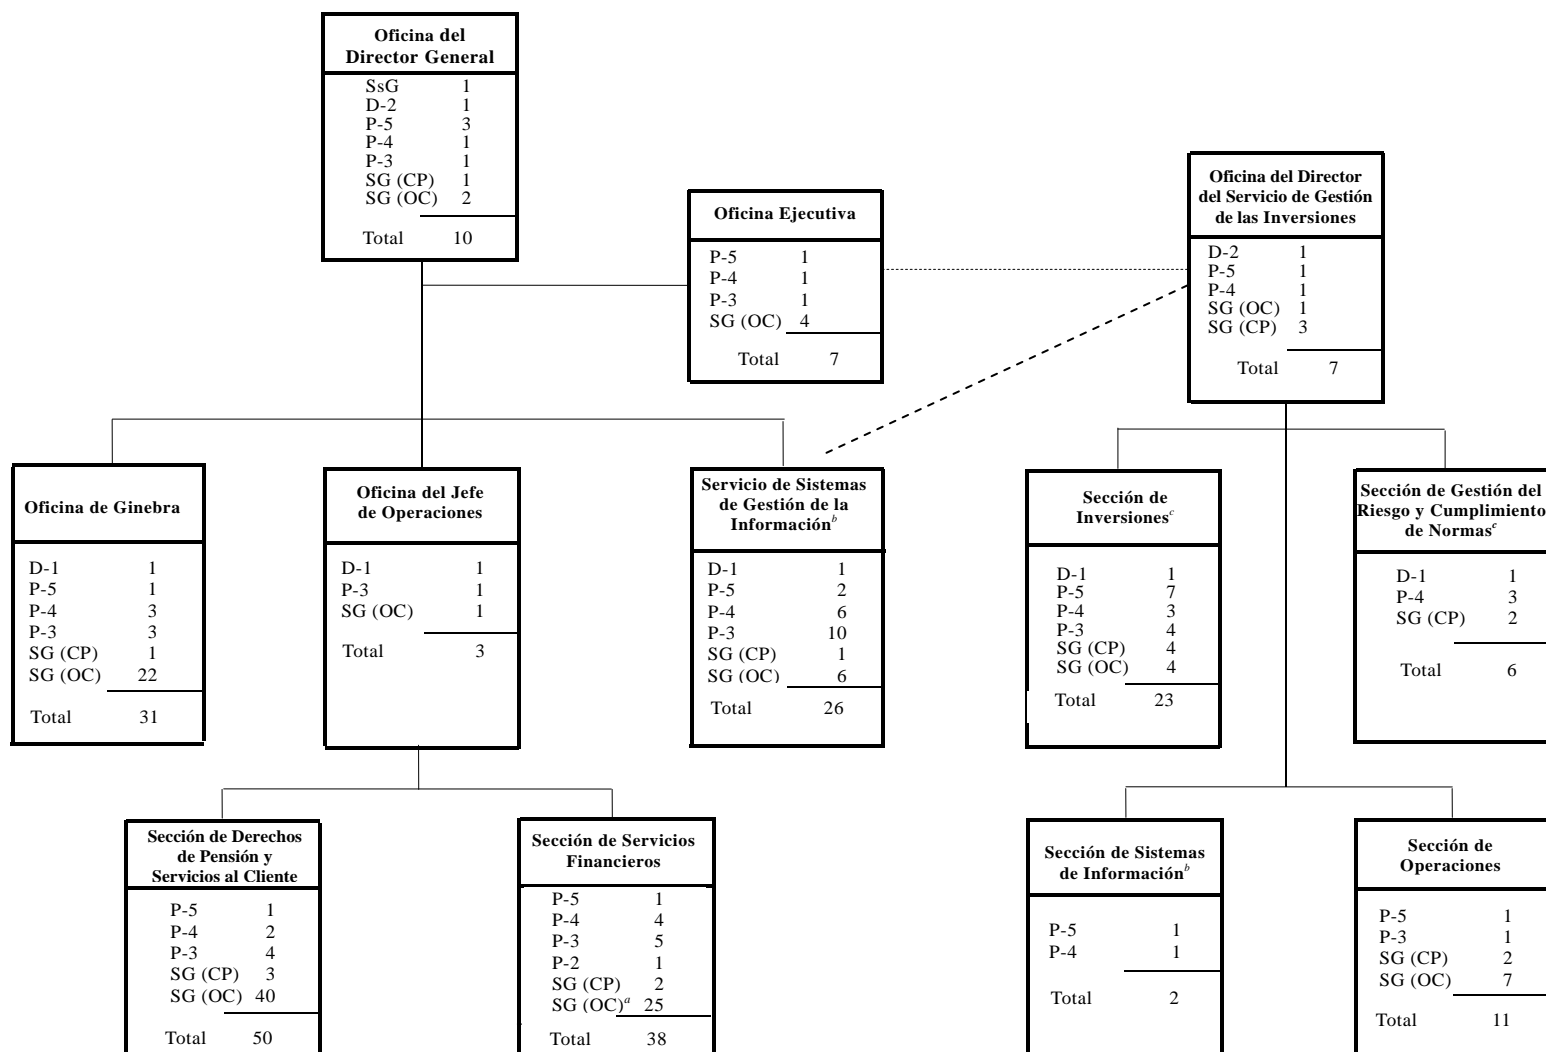 Oficina del
Director General
SsG 1
D-2 1
P-5 3
P-4 1
P-3 1
SG (CP) 1
SG (OC) 2
Total 10
Oficina Ejecutiva
P-5 1
P-4 1
P-3 1
SG (OC) 4
Total 7
Oficina del Director
del Servicio de Gestión
de las Inversiones
D-2 1
P-5 1
P-4 1
SG (OC) 1
SG (CP) 3
Total 7
Oficina de Ginebra
D-1 1
P-5 1
P-4 3
P-3 3
SG (CP) 1
SG (OC) 22
Total 31
Oficina del Jefe
de Operaciones
D-1 1
P-3 1
SG (OC) 1
Total 3
Servicio de Sistemas
de Gestión de la
Información b
D-1 1
P-5 2
P-4 6
P-3 10
SG (CP) 1
SG (OC) 6
Total 26
Sección de
Inversiones c
D-1 1
P-5 7
P-4 3
P-3 4
SG (CP) 4
SG (OC) 4
Total 23
Sección de Gestión del
Riesgo y Cumplimiento
de Normas c
D-1 1
P-4 3
SG (CP) 2
Total 6
Sección de Derechos
de Pensión y
Servicios al Cliente
P-5 1
P-4 2
P-3 4
SG (CP) 3
SG (OC) 40
Total 50
Sección de Servicios
Financieros
P-5 1
P-4 4
P-3 5
P-2 1
SG (CP) 2
SG (OC) a 25
Total 38
Sección de Sistemas
de Información b
P-5 1
P-4 1
Total 2
Sección de
Operaciones
P-5 1
P-3 1
SG (CP) 2
SG (OC) 7
Total 11